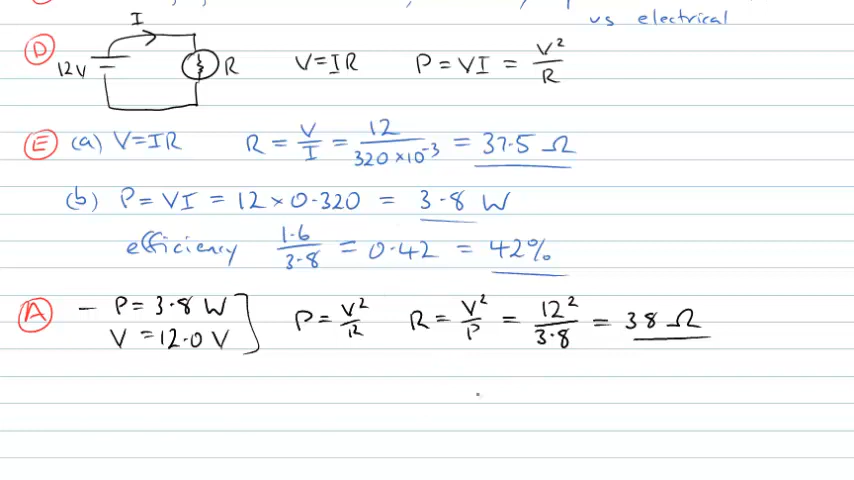 vs electrical
D
I
12V
R
V=IR
P=VI = V²/R
E (a) V=IR R = V/I = 12/320×10⁻³ = 37.5 Ω
(b) P= VI = 12 × 0.320 = 3.8 W
efficiency 1.6/3.8 = 0.42 = 42%
A – P= 3.8 W
V =12.0 V
P= V²/R R = V²/P = 12²/3.8 = 38 Ω